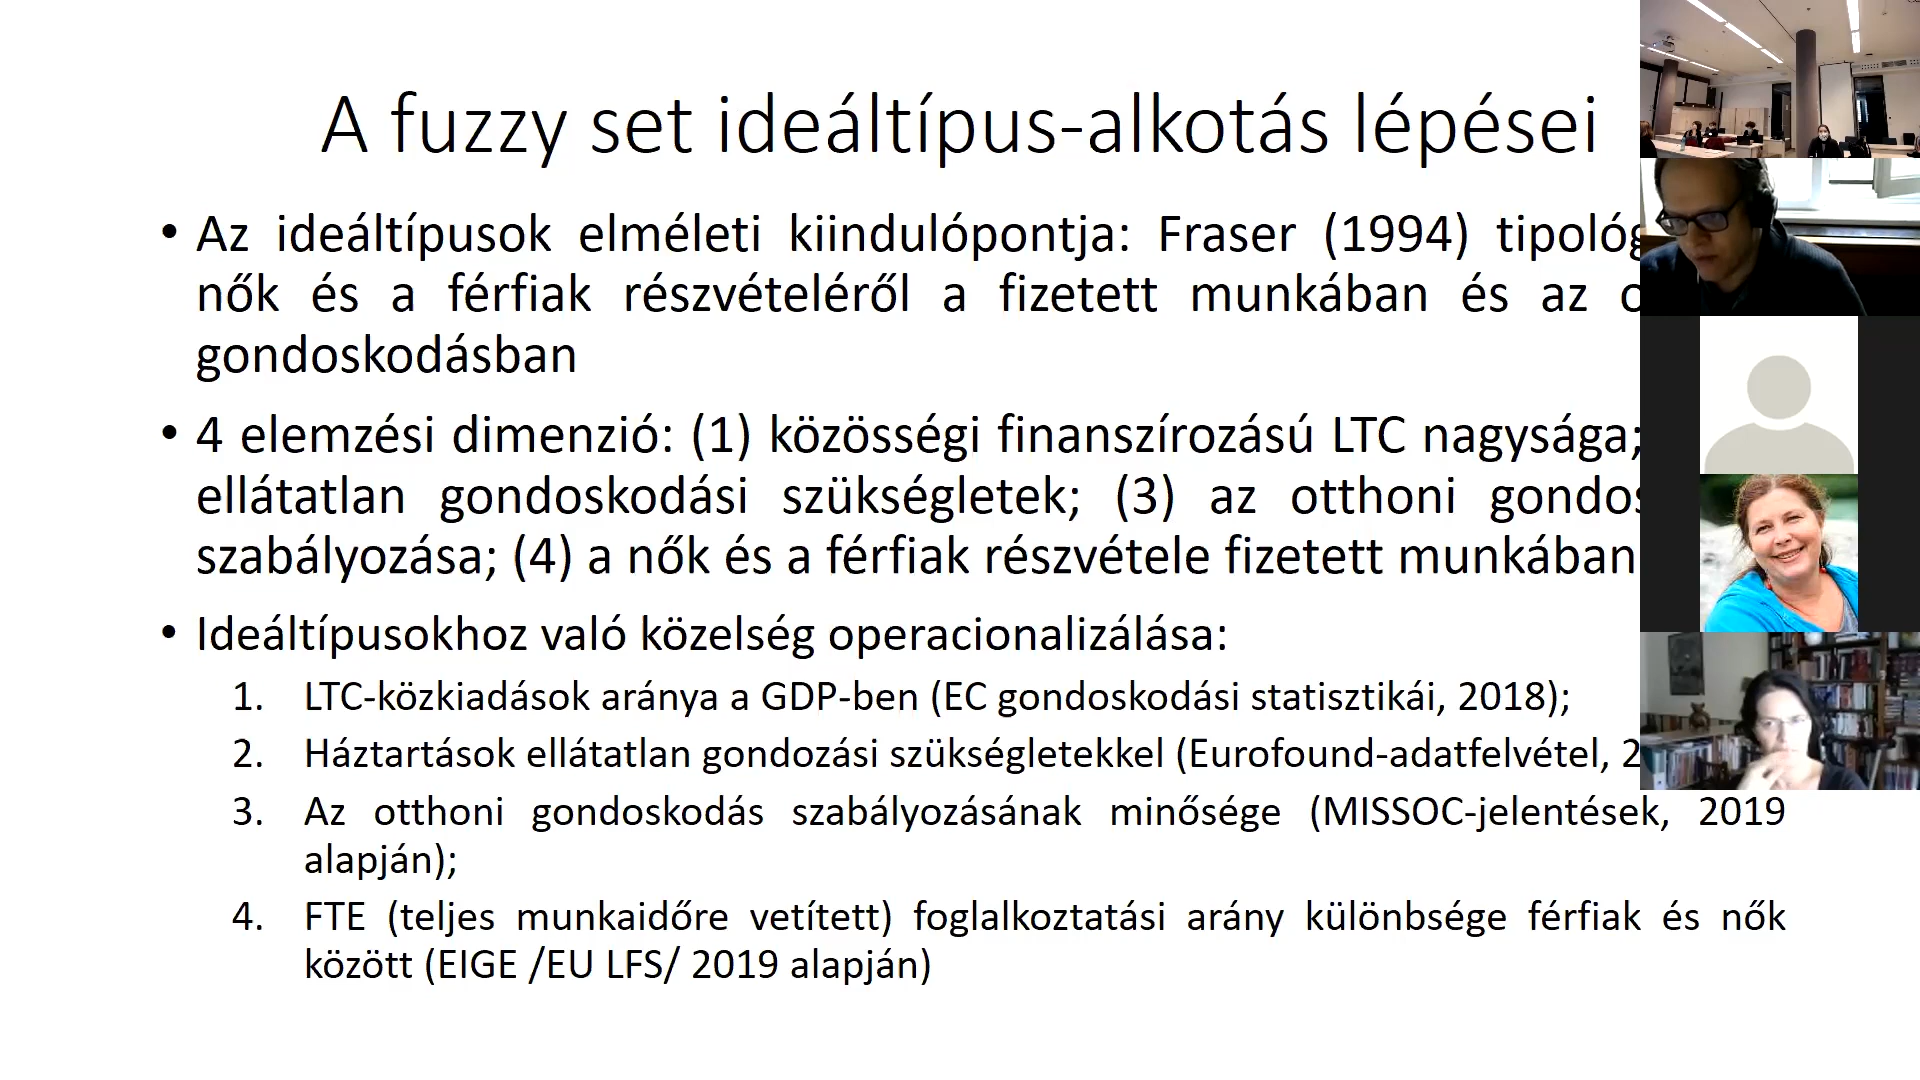 A fuzzy set ideáltípus-alkotás lépései
• Az ideáltípusok elméleti kiindulópontja: Fraser (1994)
nők és a férfiak részvételéről a fizetett munkában és az
gondoskodásban
• 4 elemzési dimenzió: (1) közösségi finanszírozású LTC nagysága;
ellátatlan gondoskodási szükségletek; (3) az otthoni
szabályozása; (4) a nők és a férfiak részvétele fizetett munkában
• Ideáltípusokhoz való közelség operacionalizálása:
1. LTC-közkiadások aránya a GDP-ben (EC gondoskodási statisztikái, 2018);
2. Háztartások ellátatlan gondozási szükségletekkel (Eurofound-adatfelvétel,
3. Az otthoni gondoskodás szabályozásának minősége (MISSOC-jelentések, 2019
alapján);
4. FTE (teljes munkaidőre vetített) foglalkoztatási arány különbsége férfiak és nők
között (EIGE /EU LFS/ 2019 alapján)